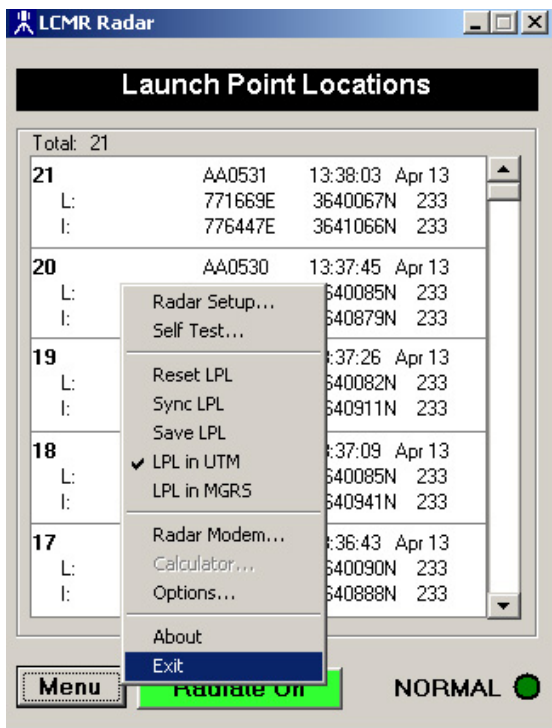 LCMR Radar
Launch Point Locations
Total: 21
21 AA0531 13:38:03 Apr 13
L: 771669E 3640067N 233
I: 776447E 3641066N 233
20 AA0530 13:37:45 Apr 13
L: 640085N 233
I: 640879N 233
19 :37:26 Apr 13
L: 640082N 233
I: 640911N 233
18 :37:09 Apr 13
L: 640085N 233
I: 640941N 233
17 :36:43 Apr 13
L: 640090N 233
I: 640888N 233
Radar Setup...
Self Test...
Reset LPL
Sync LPL
Save LPL
✓ LPL in UTM
LPL in MGRS
Radar Modem...
Calculator...
Options...
About
Exit
Menu Radiate On NORMAL